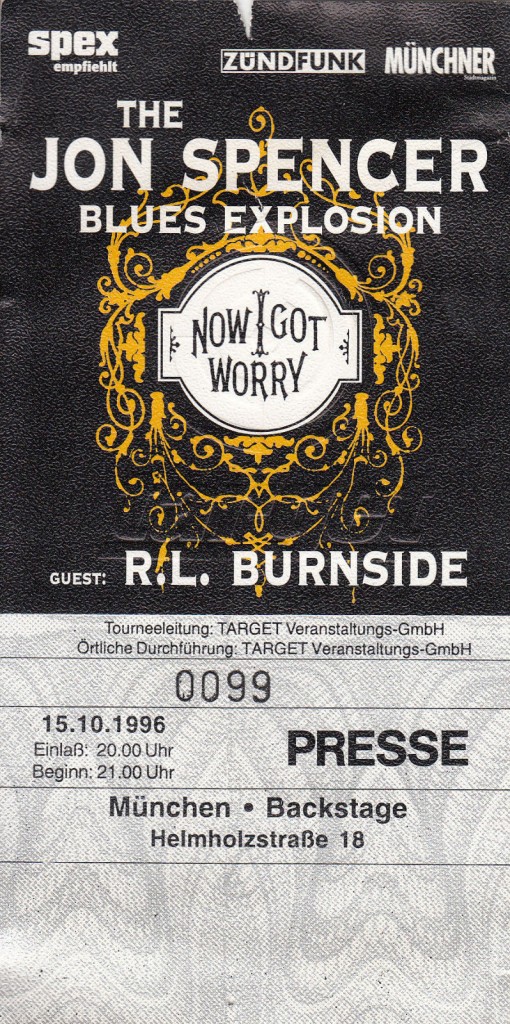 spex
empfiehlt
ZÜNDFUNK
MÜNCHNER
Stadtmagazin
THE
JON SPENCER
BLUES EXPLOSION
NOW I GOT
WORRY
GUEST: R.L. BURNSIDE
Tourneeleitung: TARGET Veranstaltungs-GmbH
Örtliche Durchführung: TARGET Veranstaltungs-GmbH
0099
15.10.1996
Einlaß: 20.00 Uhr
Beginn: 21.00 Uhr
PRESSE
München • Backstage
Helmholzstraße 18